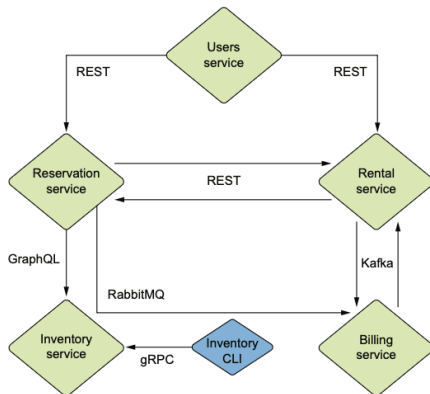 Users
service
REST
REST
Reservation
service
REST
Rental
service
GraphQL
RabbitMQ
Kafka
Inventory
service
gRPC
Inventory
CLI
Billing
service